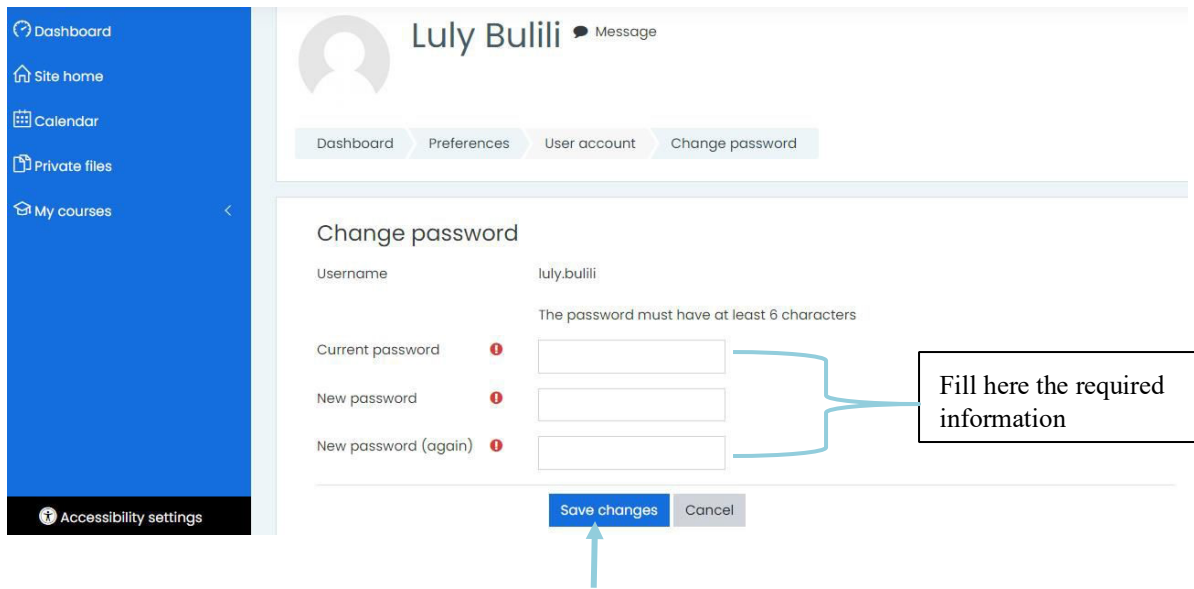 Dashboard
Site home
Calendar
Private files
My courses
Accessibility settings
Luly Bulili Message
Dashboard Preferences User account Change password
Change password
Username luly.bulili
The password must have at least 6 characters
Current password
New password
New password (again)
Save changes Cancel
Fill here the required
information